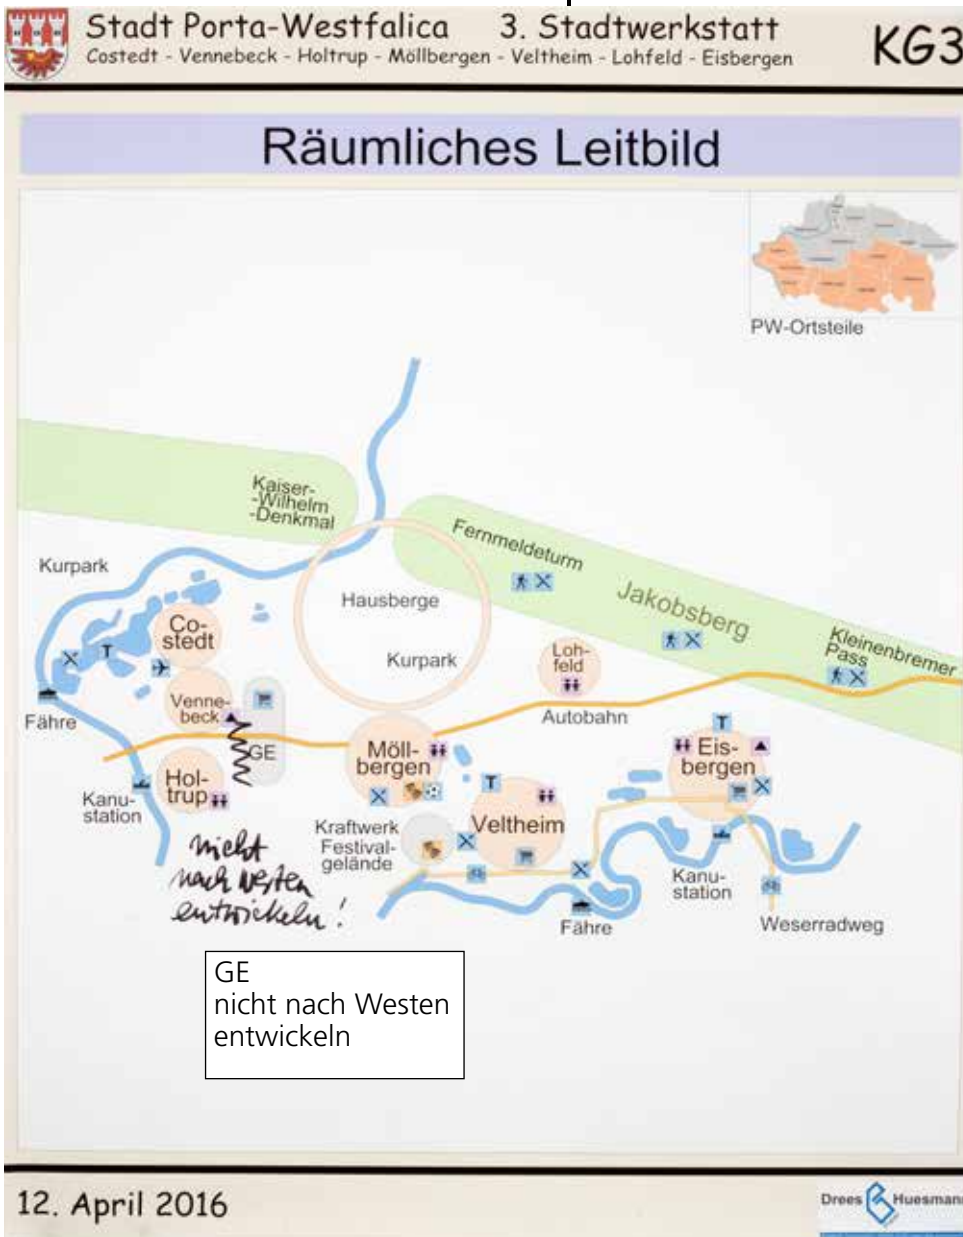 Stadt Porta-Westfalica 3. Stadtwerkstatt
Costedt - Vennebeck - Holtrup - Möllbergen - Veltheim - Lohfeld - Eisbergen
KG3
Räumliches Leitbild
PW-Ortsteile
Kaiser-
-Wilhelm
-Denkmal
Fernmeldeturm
Kurpark
Hausberge
Jakobsberg
Co-
stedt
T
Kurpark
Loh-
feld
Kleinenbremer
Pass
Venne-
beck
Fähre
Autobahn
T
GE
Möll-
bergen
Eis-
bergen
Hol-
trup
T
Kanu-
station
Kraftwerk
Festival-
gelände
Veltheim
nicht
nach Westen
entwickeln!
Kanu-
station
Fähre
Weserradweg
GE
nicht nach Westen
entwickeln
12. April 2016
Drees Huesmann